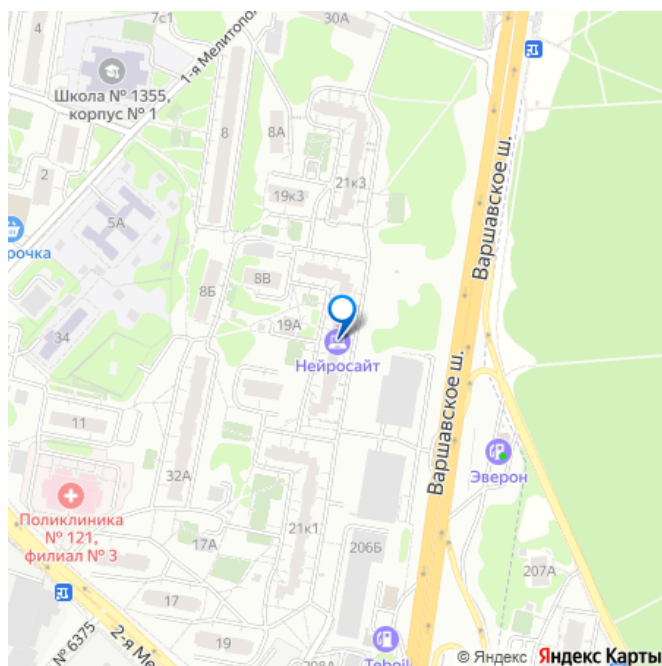 4
7с1
30А
1-я Мелитопол
Школа № 1355,
корпус № 1
8
8А
2
21к3
19к3
5А
Варшавское ш.
рочка
8В
8Б
19А
34
Нейросайт
Варшавское ш.
11
Эверон
32А
Поликлиника
№ 121,
филиал № 3
21к1
17А
206Б
207А
17
2-я Ме
№ 6375
19
208А
Teboil
© Яндекс Яндекс Карты